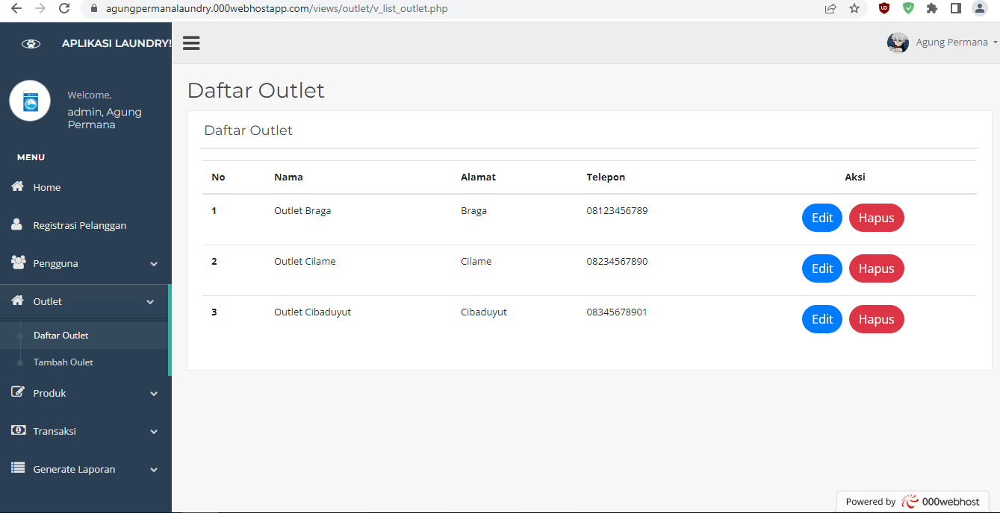 agungpermanalaundry.000webhostapp.com/views/outlet/v_list_outlet.php
APLIKASI LAUNDRY!
Agung Permana
Welcome,
admin, Agung
Permana
MENU
Home
Registrasi Pelanggan
Pengguna
Outlet
Daftar Outlet
Tambah Oulet
Produk
Transaksi
Generate Laporan
Daftar Outlet
Daftar Outlet
No Nama Alamat Telepon Aksi
1 Outlet Braga Braga 08123456789 Edit Hapus
2 Outlet Cilame Cilame 08234567890 Edit Hapus
3 Outlet Cibaduyut Cibaduyut 08345678901 Edit Hapus
Powered by 000webhost